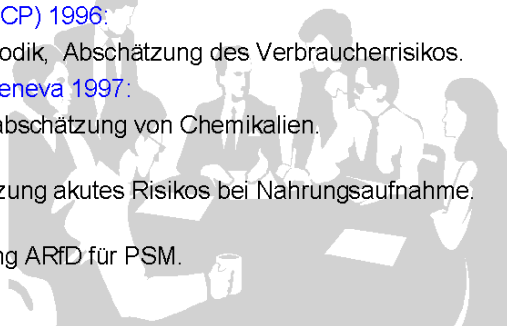 CP) 1996:
odik, Abschätzung des Verbraucherrisikos.
eneva 1997:
abschätzung von Chemikalien.
zung akutes Risikos bei Nahrungsaufnahme.
ng ARfD für PSM.